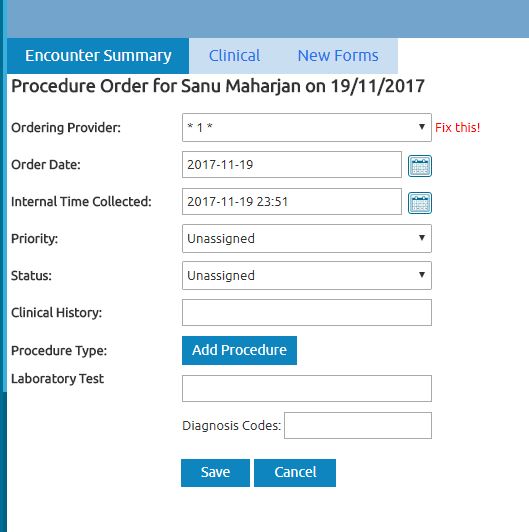 Encounter Summary Clinical New Forms
Procedure Order for Sanu Maharjan on 19/11/2017
Ordering Provider: * 1 * Fix this!
Order Date: 2017-11-19
Internal Time Collected: 2017-11-19 23:51
Priority: Unassigned
Status: Unassigned
Clinical History:
Procedure Type: Add Procedure
Laboratory Test
Diagnosis Codes:
Save Cancel